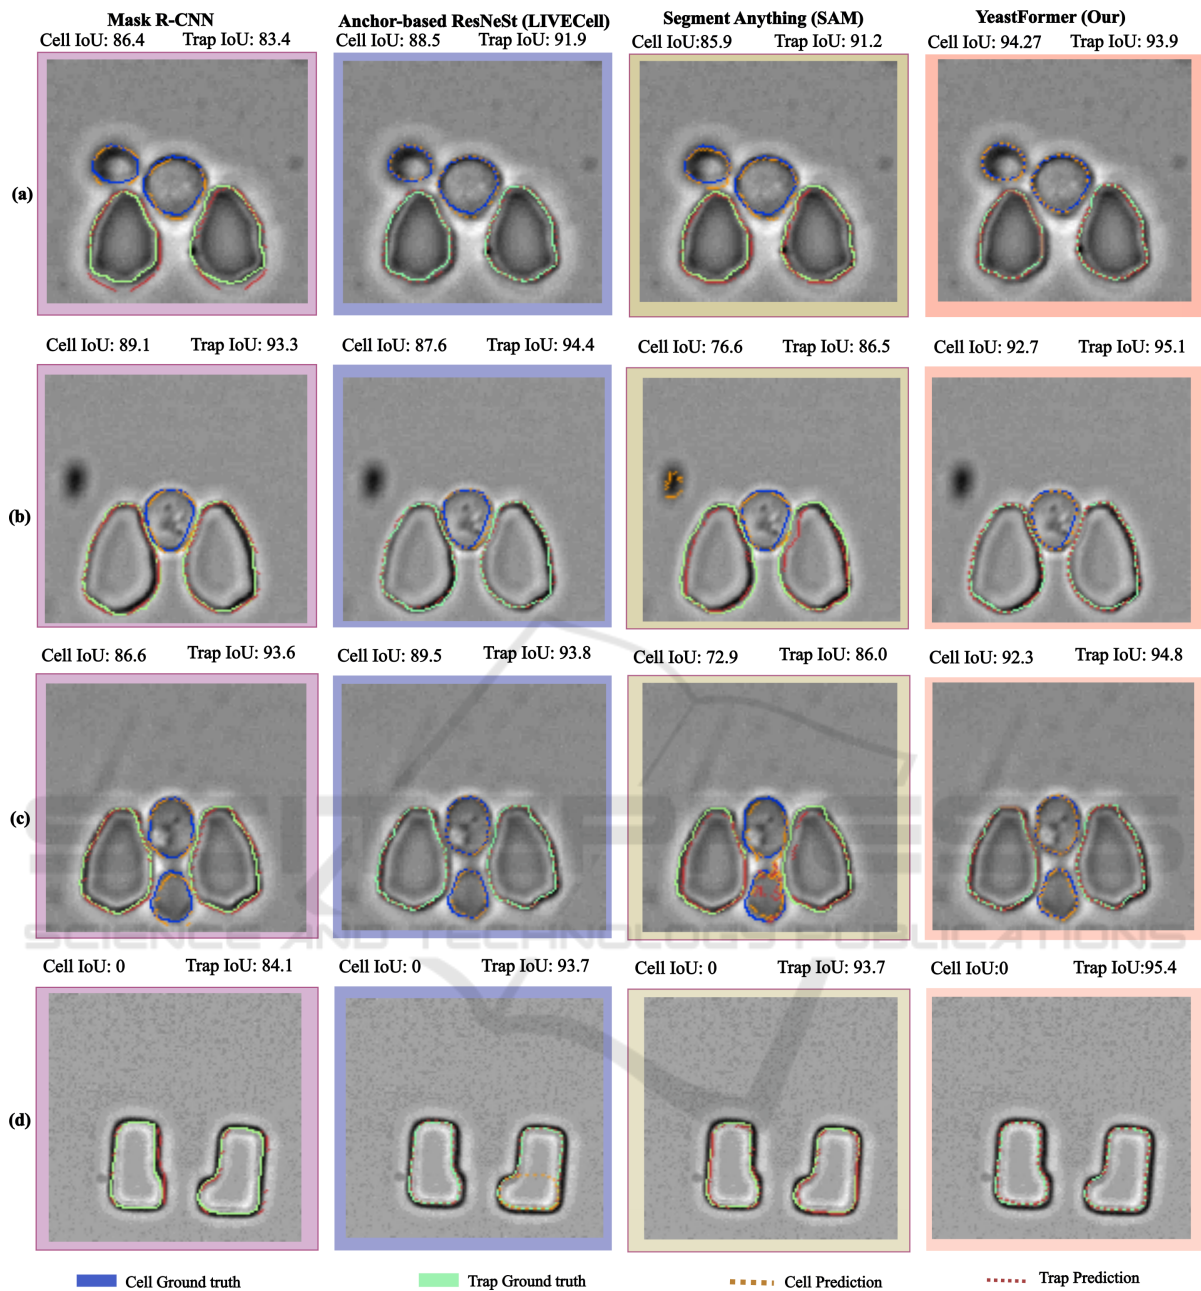 Mask R-CNN
Anchor-based ResNeSt (LIVECell)
Segment Anything (SAM)
YeastFormer (Our)
Cell IoU: 86.4 Trap IoU: 83.4
Cell IoU: 88.5 Trap IoU: 91.9
Cell IoU:85.9 Trap IoU: 91.2
Cell IoU: 94.27 Trap IoU: 93.9
(a)
Cell IoU: 89.1 Trap IoU: 93.3
Cell IoU: 87.6 Trap IoU: 94.4
Cell IoU: 76.6 Trap IoU: 86.5
Cell IoU: 92.7 Trap IoU: 95.1
(b)
Cell IoU: 86.6 Trap IoU: 93.6
Cell IoU: 89.5 Trap IoU: 93.8
Cell IoU: 72.9 Trap IoU: 86.0
Cell IoU: 92.3 Trap IoU: 94.8
(c)
SCIENCE AND TECHNOLOGY PUBLICATIONS
Cell IoU: 0 Trap IoU: 84.1
Cell IoU: 0 Trap IoU: 93.7
Cell IoU: 0 Trap IoU: 93.7
Cell IoU:0 Trap IoU:95.4
(d)
Cell Ground truth
Trap Ground truth
Cell Prediction
Trap Prediction